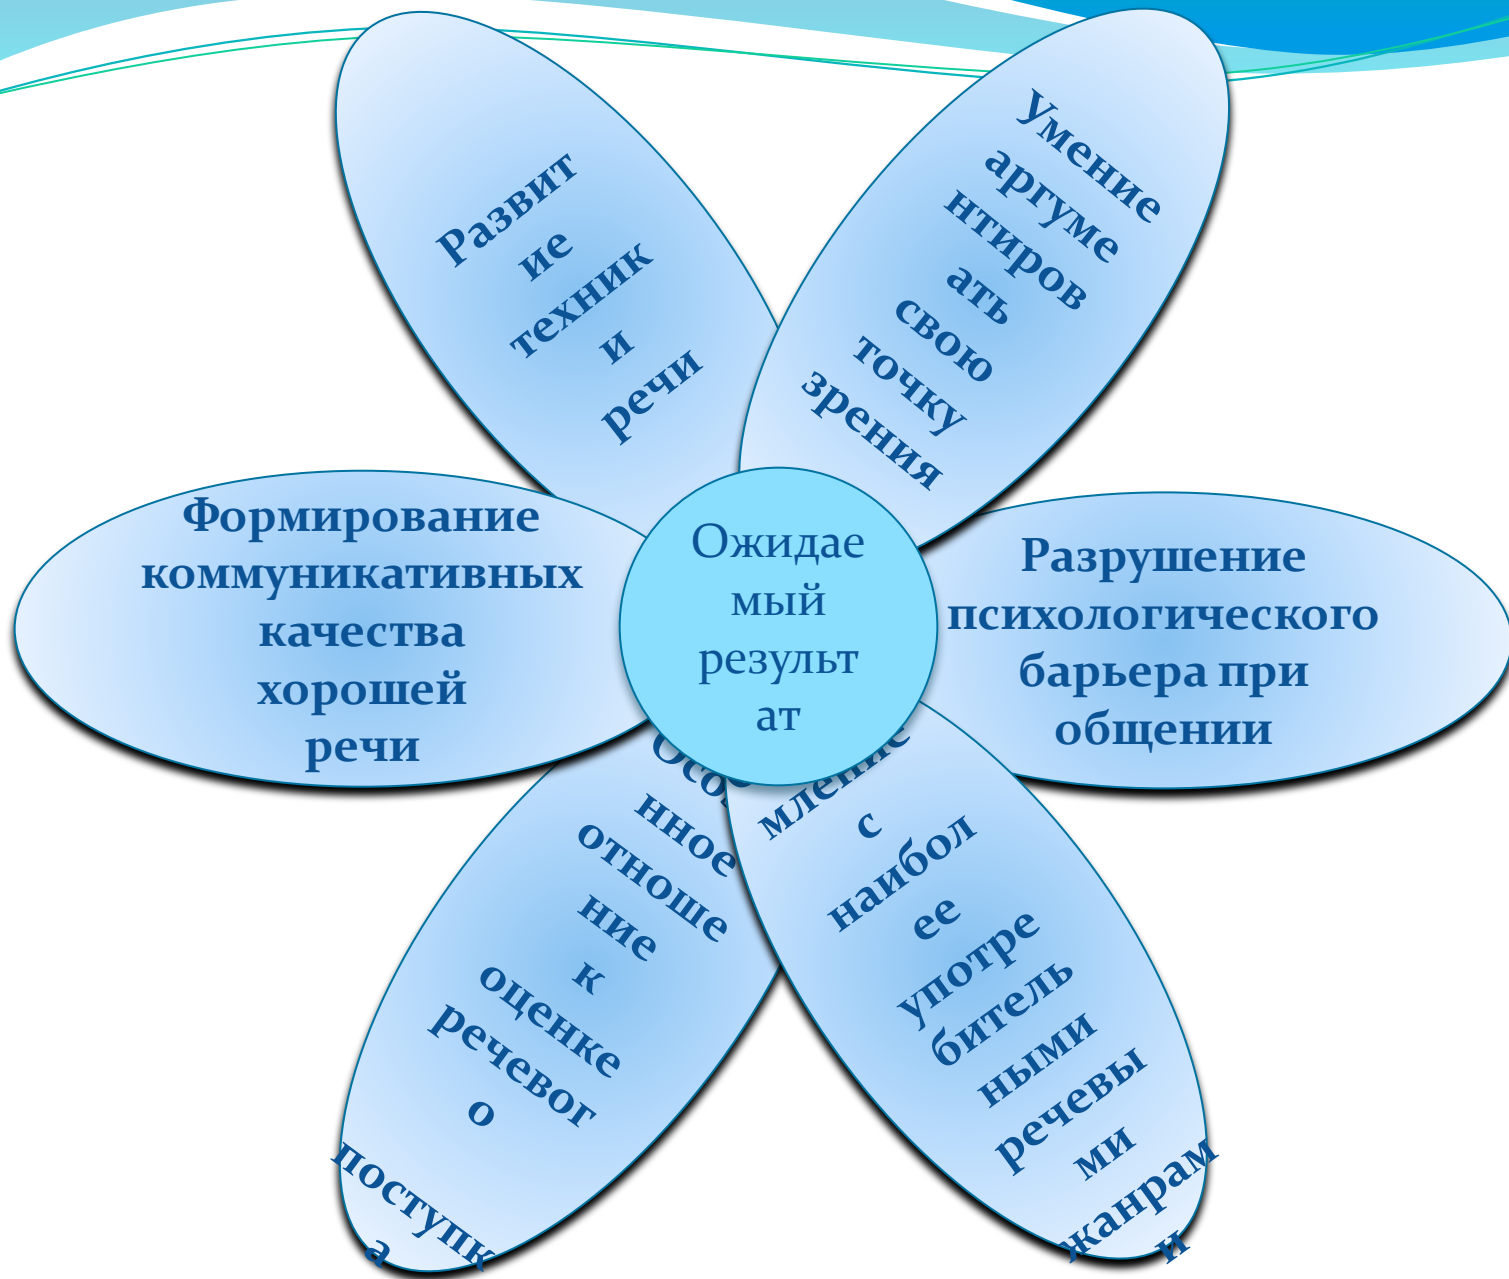 Развит
ие
техник
и
речи
Умение
аргуме
нтиров
ать
свою
точку
зрения
Формирование
коммуникативных
качества
хорошей
речи
Ожидае
мый
результ
ат
Разрушение
психологического
барьера при
общении
нное
отноше
ние
к
оценке
речевог
о
поступк
а
мление
с
наибол
ее
употре
битель
ными
речевы
ми
жанрам
и